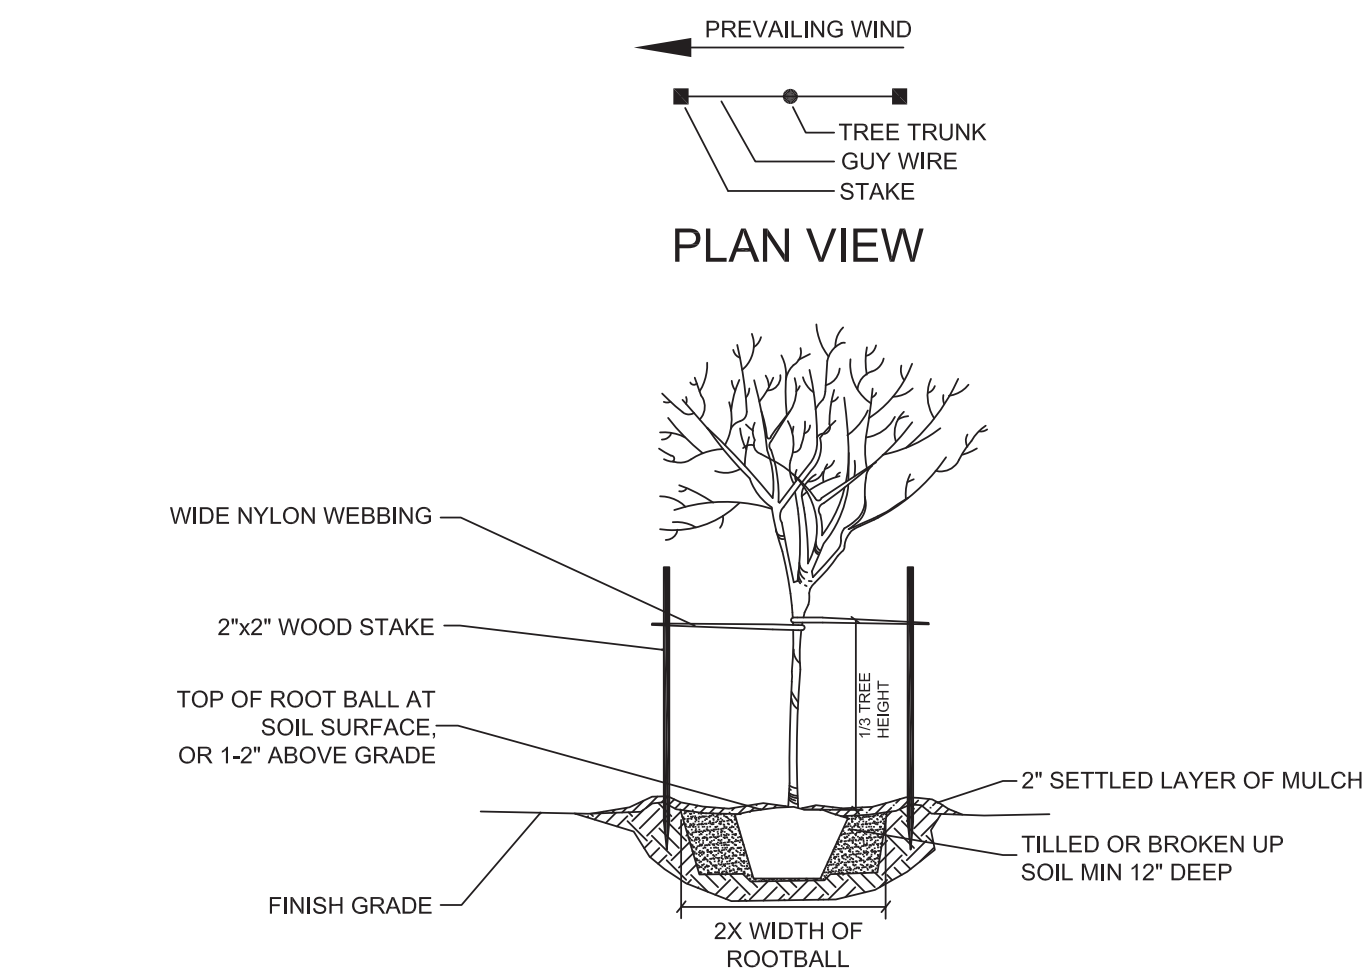 PREVAILING WIND
TREE TRUNK
GUY WIRE
STAKE
PLAN VIEW
WIDE NYLON WEBBING
2"x2" WOOD STAKE
TOP OF ROOT BALL AT
SOIL SURFACE,
OR 1-2" ABOVE GRADE
1/3 TREE
HEIGHT
2" SETTLED LAYER OF MULCH
TILLED OR BROKEN UP
SOIL MIN 12" DEEP
FINISH GRADE
2X WIDTH OF
ROOTBALL